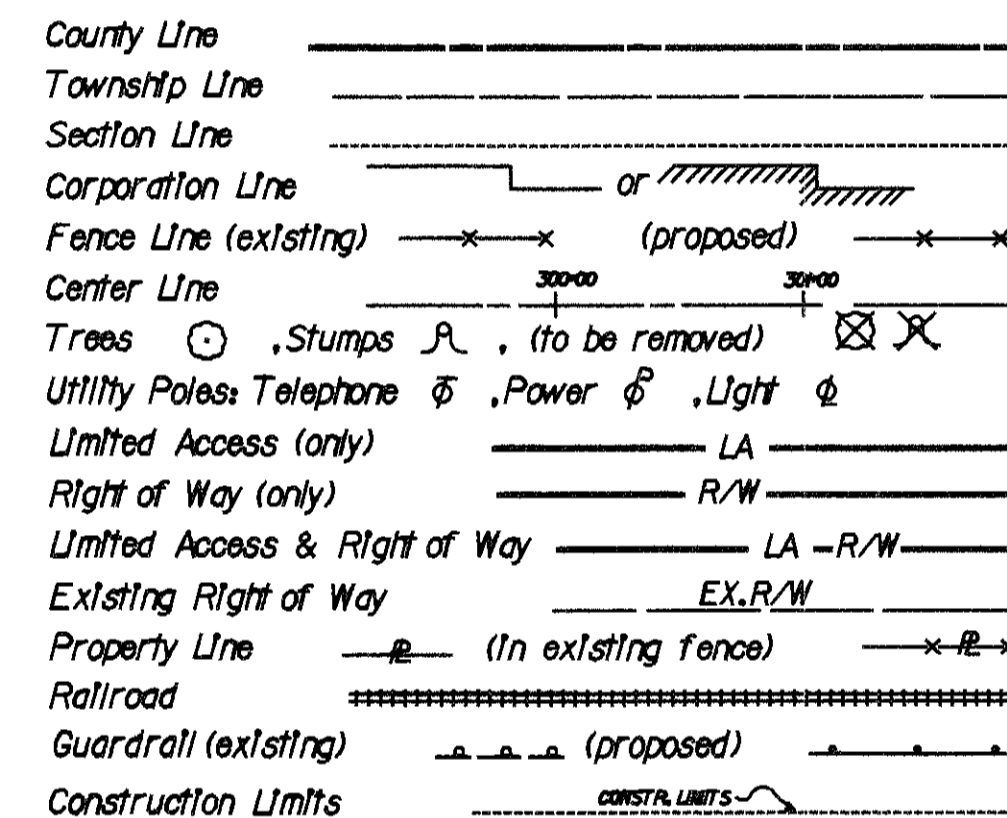 County Line
Township Line
Section Line
Corporation Line or
Fence Line (existing) (proposed)
Center Line 300+00 301+00
Trees , Stumps , (to be removed)
Utility Poles: Telephone , Power , Light
Limited Access (only) LA
Right of Way (only) R/W
Limited Access & Right of Way LA - R/W
Existing Right of Way EX. R/W
Property Line PL (in existing fence) PL
Railroad
Guardrail (existing) (proposed)
Construction Limits CONSTR. LIMITS